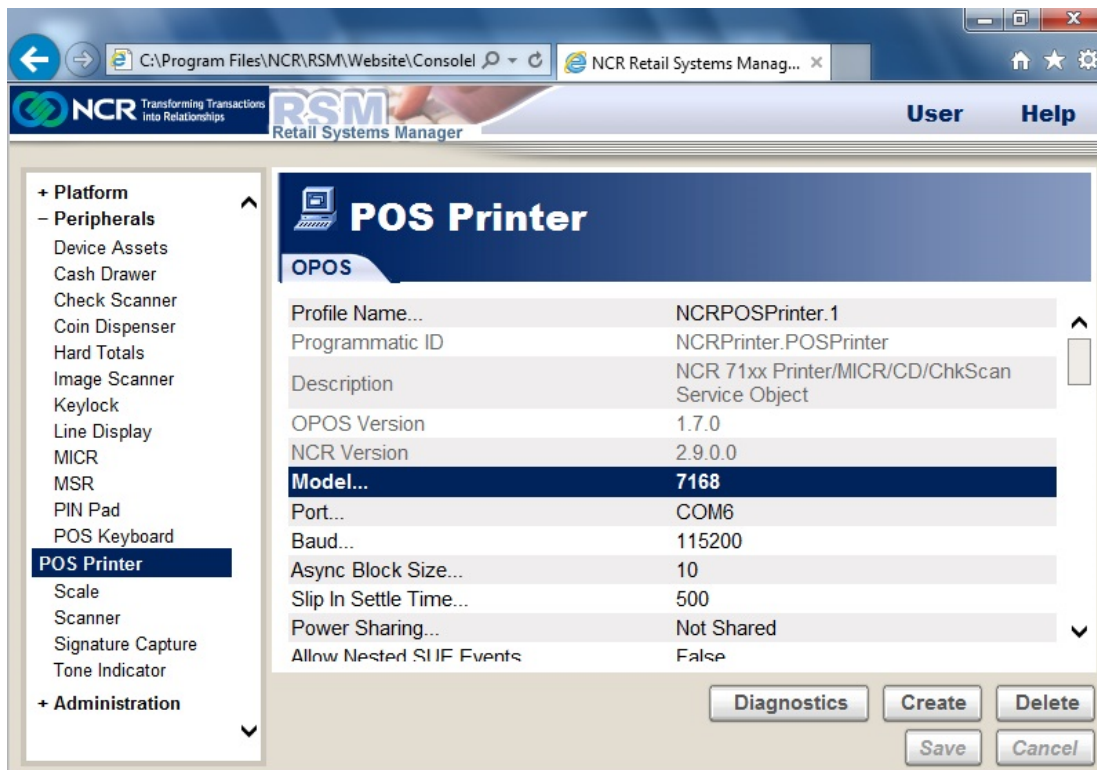 C:\Program Files\NCR\RSM\Website\Consolel
NCR Retail Systems Manag...
NCR Transforming Transactions into Relationships
RSM
Retail Systems Manager
User Help
+ Platform
− Peripherals
Device Assets
Cash Drawer
Check Scanner
Coin Dispenser
Hard Totals
Image Scanner
Keylock
Line Display
MICR
MSR
PIN Pad
POS Keyboard
POS Printer
Scale
Scanner
Signature Capture
Tone Indicator
+ Administration
POS Printer
OPOS
Profile Name... NCRPOSPrinter.1
Programmatic ID NCRPrinter.POSPrinter
Description NCR 71xx Printer/MICR/CD/ChkScan
Service Object
OPOS Version 1.7.0
NCR Version 2.9.0.0
Model... 7168
Port... COM6
Baud... 115200
Async Block Size... 10
Slip In Settle Time... 500
Power Sharing... Not Shared
Allow Nested SUE Events False
Diagnostics Create Delete
Save Cancel